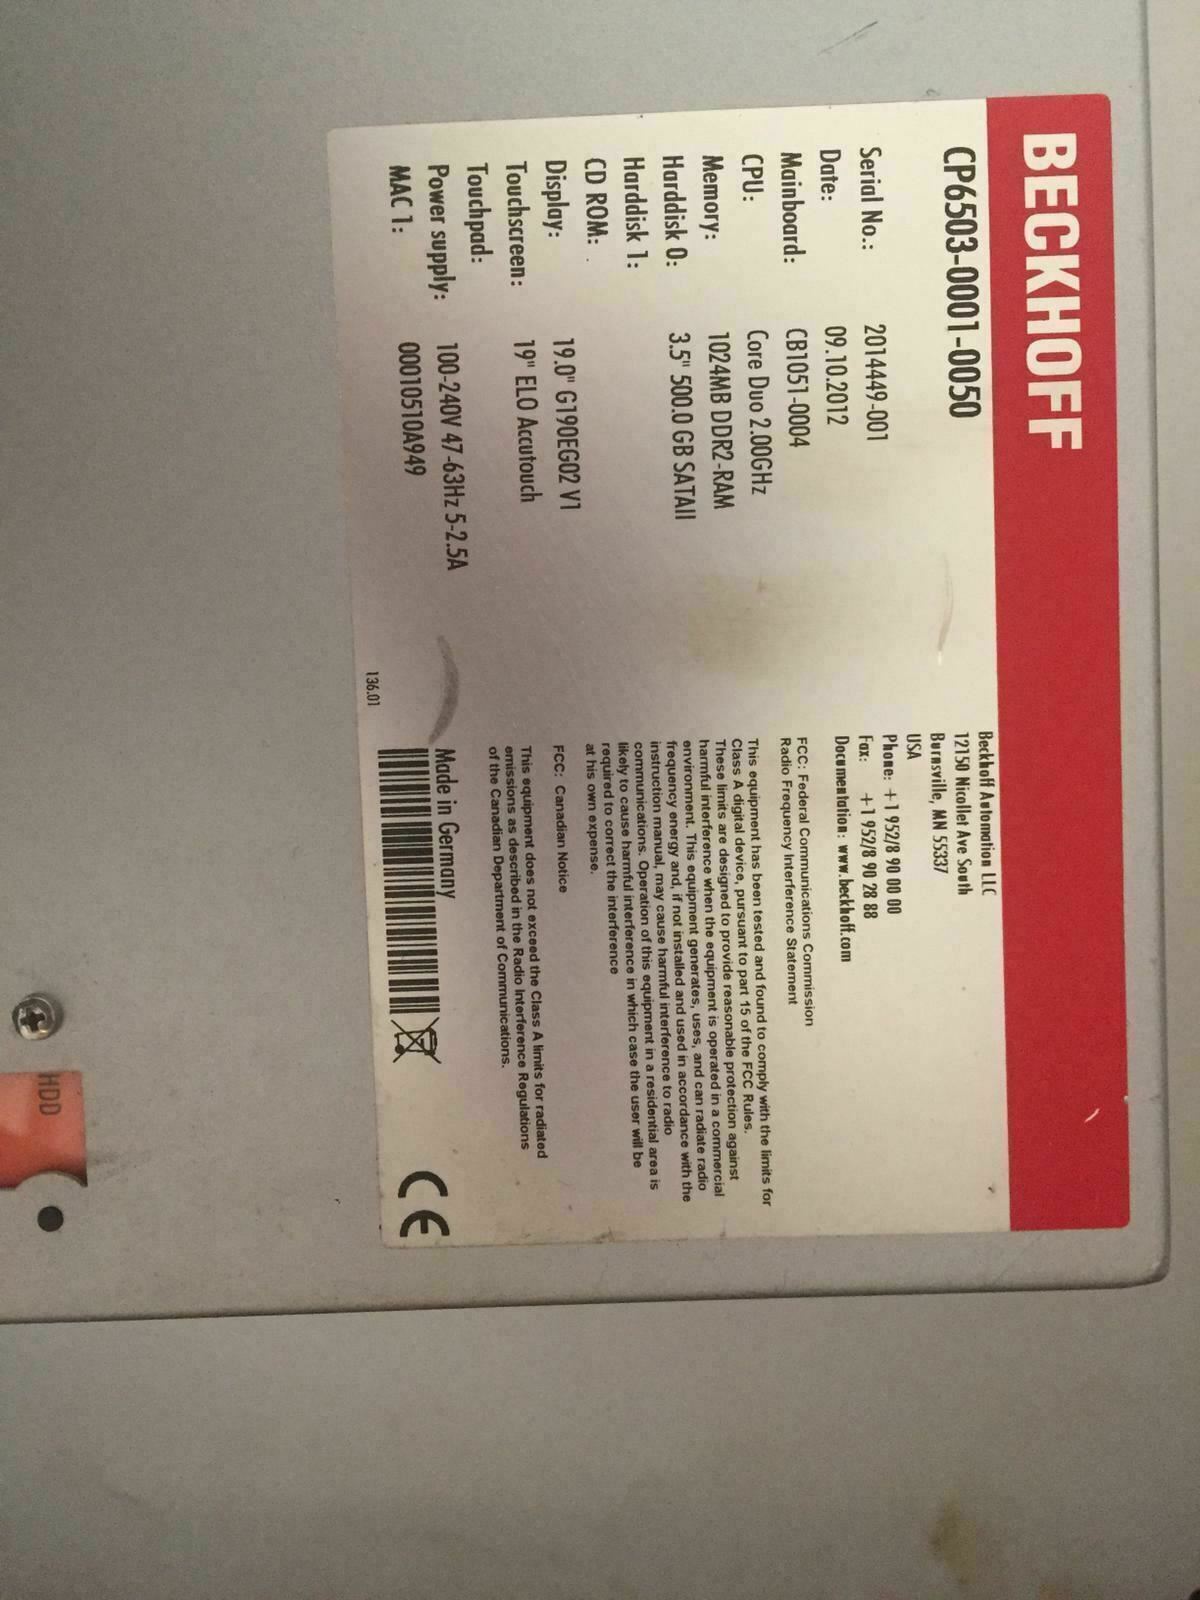 BECKHOFF
CP6503-0001-0050
Serial No.: 2014449-001
Date: 09.10.2012
Mainboard: CB1051-0004
CPU: Core Duo 2.00GHz
Memory: 1024MB DDR2-RAM
Harddisk 0: 3.5" 500.0 GB SATAII
Harddisk 1:
CD ROM:
Display: 19.0" G190EG02 V1
Touchscreen: 19" ELO Accutouch
Touchpad:
Power supply: 100-240V 47-63Hz 5-2.5A
MAC 1: 00010510A949
136.01
Beckhoff Automation LLC
12150 Nicollet Ave South
Burnsville, MN 55337
USA
Phone: +1 952/8 90 00 00
Fax: +1 952/8 90 28 88
Documentation: www.beckhoff.com
FCC: Federal Communications Commission
Radio Frequency Interference Statement
This equipment has been tested and found to comply with the limits for
Class A digital device, pursuant to part 15 of the FCC Rules.
These limits are designed to provide reasonable protection against
harmful interference when the equipment is operated in a commercial
environment. This equipment generates, uses, and can radiate radio
frequency energy and, if not installed and used in accordance with the
instruction manual, may cause harmful interference to radio
communications. Operation of this equipment in a residential area is
likely to cause harmful interference in which case the user will be
required to correct the interference
at his own expense.
FCC: Canadian Notice
This equipment does not exceed the Class A limits for radiated
emissions as described in the Radio Interference Regulations
of the Canadian Department of Communications.
Made in Germany
CE
HDD